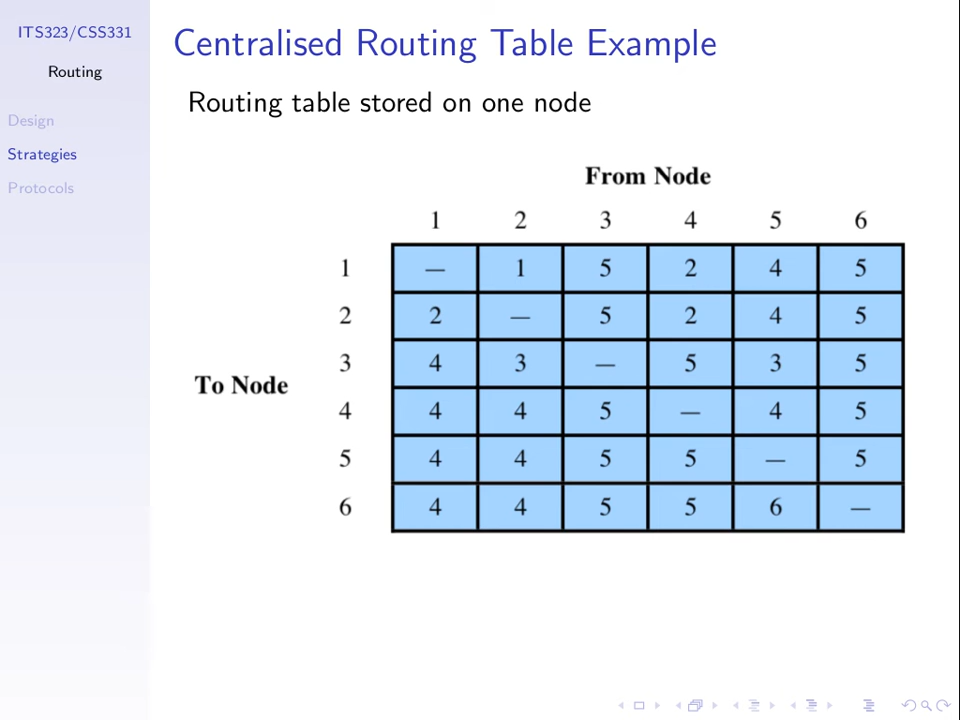 ITS323/CSS331
Routing
Design
Strategies
Protocols
Centralised Routing Table Example
Routing table stored on one node
From Node
1 2 3 4 5 6
1 — 1 5 2 4 5
2 2 — 5 2 4 5
3 4 3 — 5 3 5
To Node
4 4 4 5 — 4 5
5 4 4 5 5 — 5
6 4 4 5 5 6 —